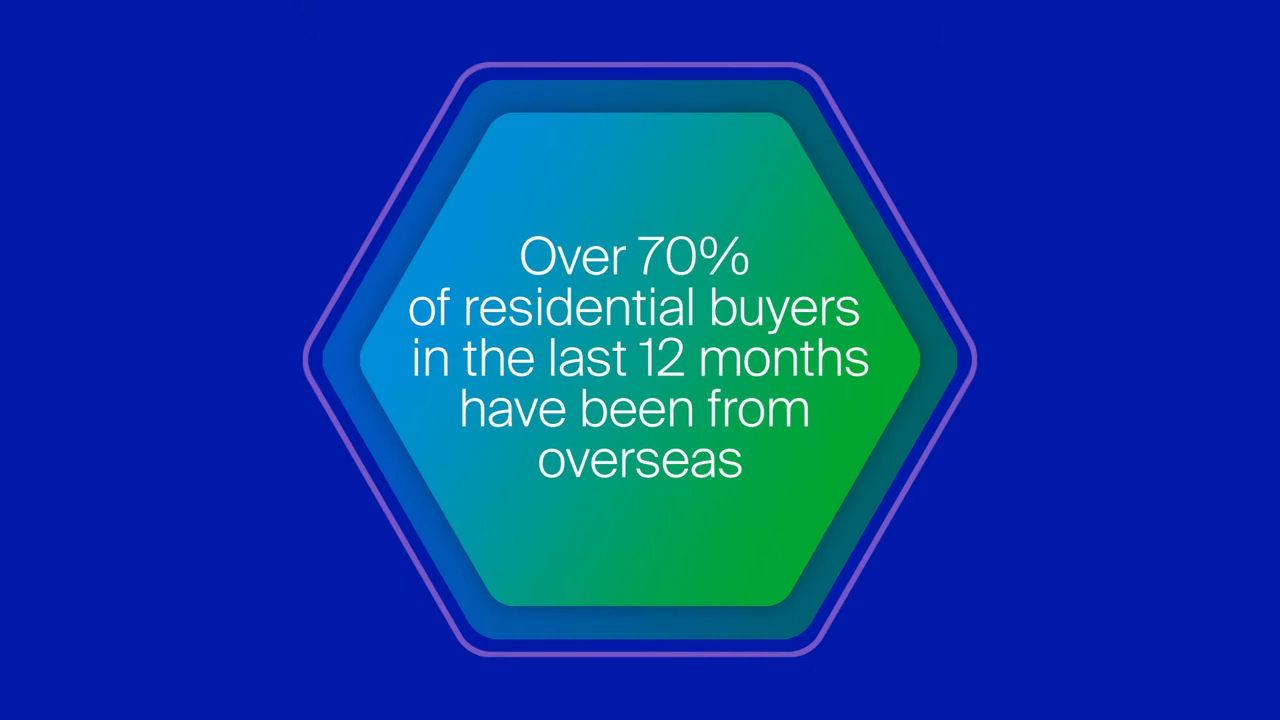 Over 70%
of residential buyers
in the last 12 months
have been from
overseas